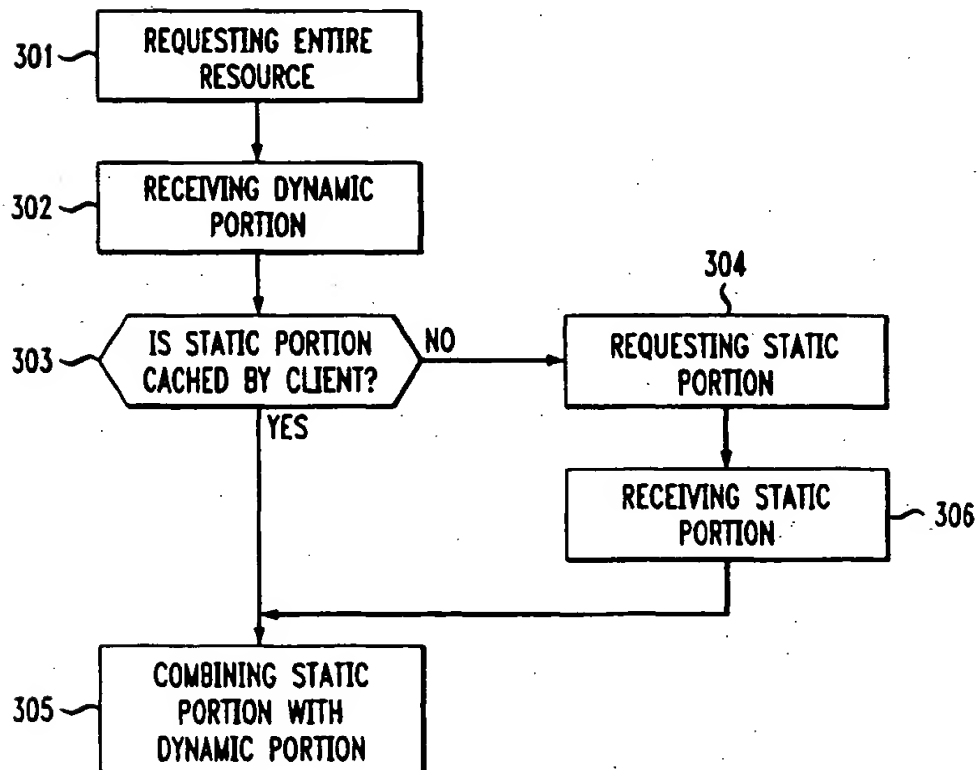 301
REQUESTING ENTIRE
RESOURCE
302
RECEIVING DYNAMIC
PORTION
303
IS STATIC PORTION
CACHED BY CLIENT?
NO
YES
304
REQUESTING STATIC
PORTION
RECEIVING STATIC
PORTION
306
305
COMBINING STATIC
PORTION WITH
DYNAMIC PORTION